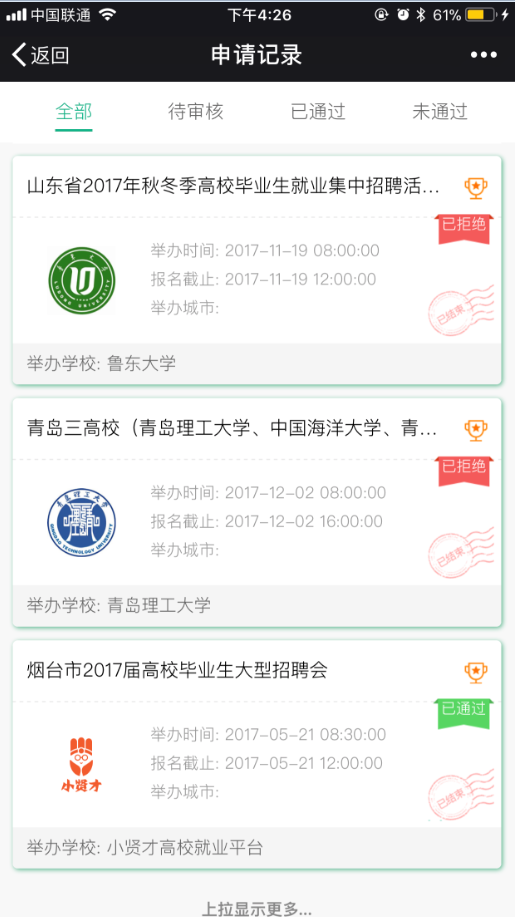 中国联通 下午4:26 61%
返回 申请记录
全部 待审核 已通过 未通过
山东省2017年秋冬季高校毕业生就业集中招聘活...
已拒绝
举办时间: 2017-11-19 08:00:00
报名截止: 2017-11-19 12:00:00
举办城市:
已结束
举办学校: 鲁东大学
青岛三高校（青岛理工大学、中国海洋大学、青...
已拒绝
青岛理工大学
QINGDAO TECHNOLOGY UNIVERSITY
举办时间: 2017-12-02 08:00:00
报名截止: 2017-12-02 16:00:00
举办城市:
已结束
举办学校: 青岛理工大学
烟台市2017届高校毕业生大型招聘会
已通过
小贤才
举办时间: 2017-05-21 08:30:00
报名截止: 2017-05-21 12:00:00
举办城市:
已结束
举办学校: 小贤才高校就业平台
上拉显示更多...